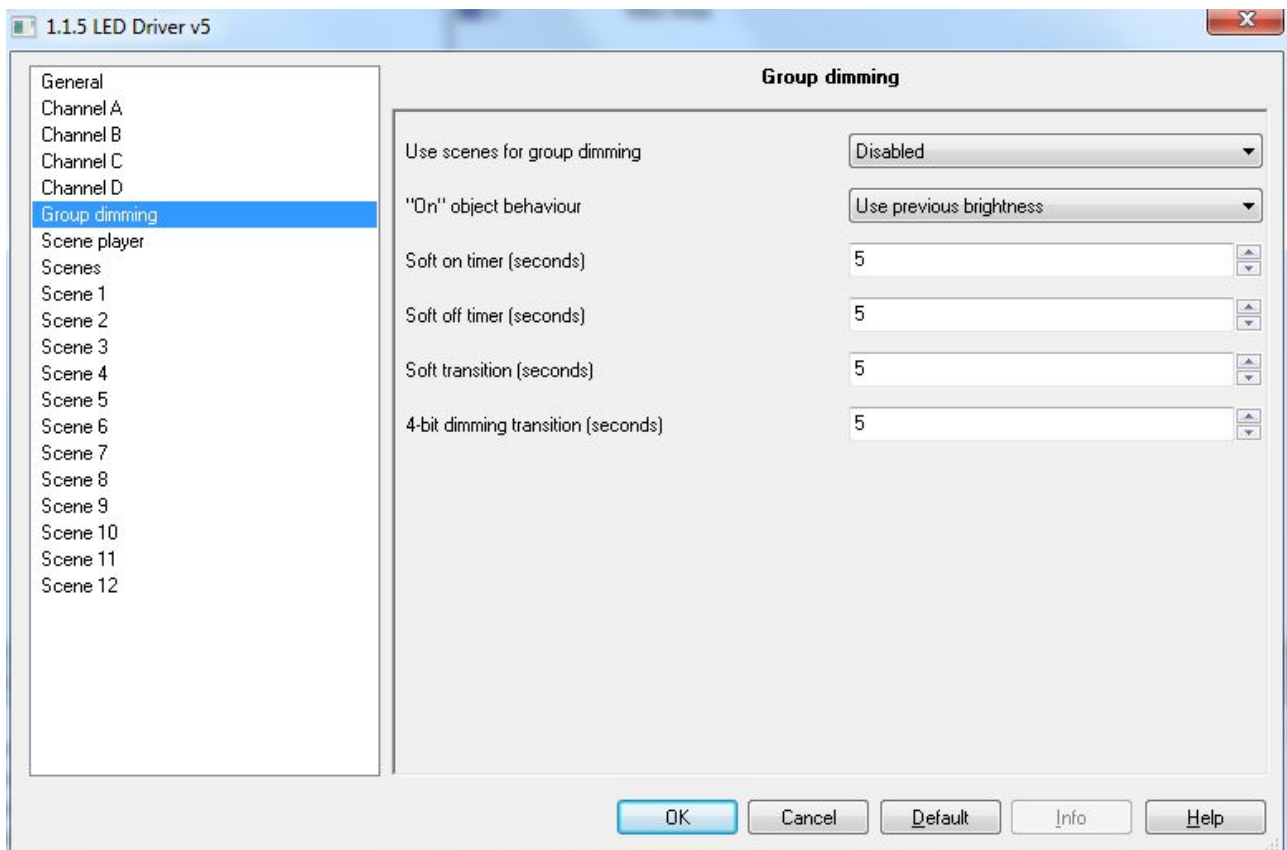 1.1.5 LED Driver v5
General
Channel A
Channel B
Channel C
Channel D
Group dimming
Scene player
Scenes
Scene 1
Scene 2
Scene 3
Scene 4
Scene 5
Scene 6
Scene 7
Scene 8
Scene 9
Scene 10
Scene 11
Scene 12
Group dimming
Use scenes for group dimming Disabled
"On" object behaviour Use previous brightness
Soft on timer (seconds) 5
Soft off timer (seconds) 5
Soft transition (seconds) 5
4-bit dimming transition (seconds) 5
OK Cancel Default Info Help